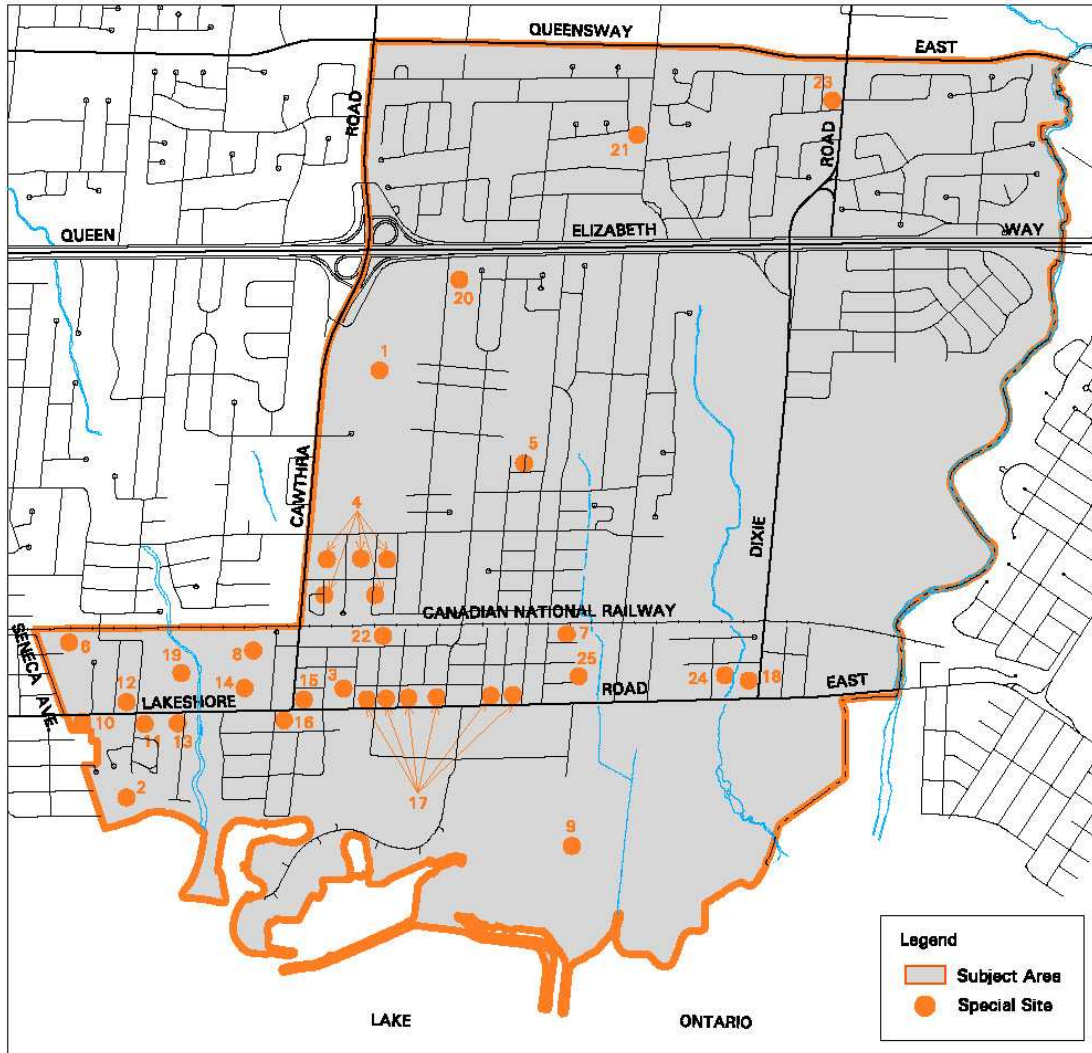 QUEENSWAY
EAST
ROAD
23
ROAD
21
QUEEN
ELIZABETH
WAY
20
1
CAWTHRA
5
4
DIXIE
CANADIAN NATIONAL RAILWAY
SENECA AVE.
6
19
8
22
7
25
24
18
12
14
15
3
LAKESHORE
ROAD
EAST
10
11
13
16
2
17
9
Legend
Subject Area
Special Site
LAKE
ONTARIO